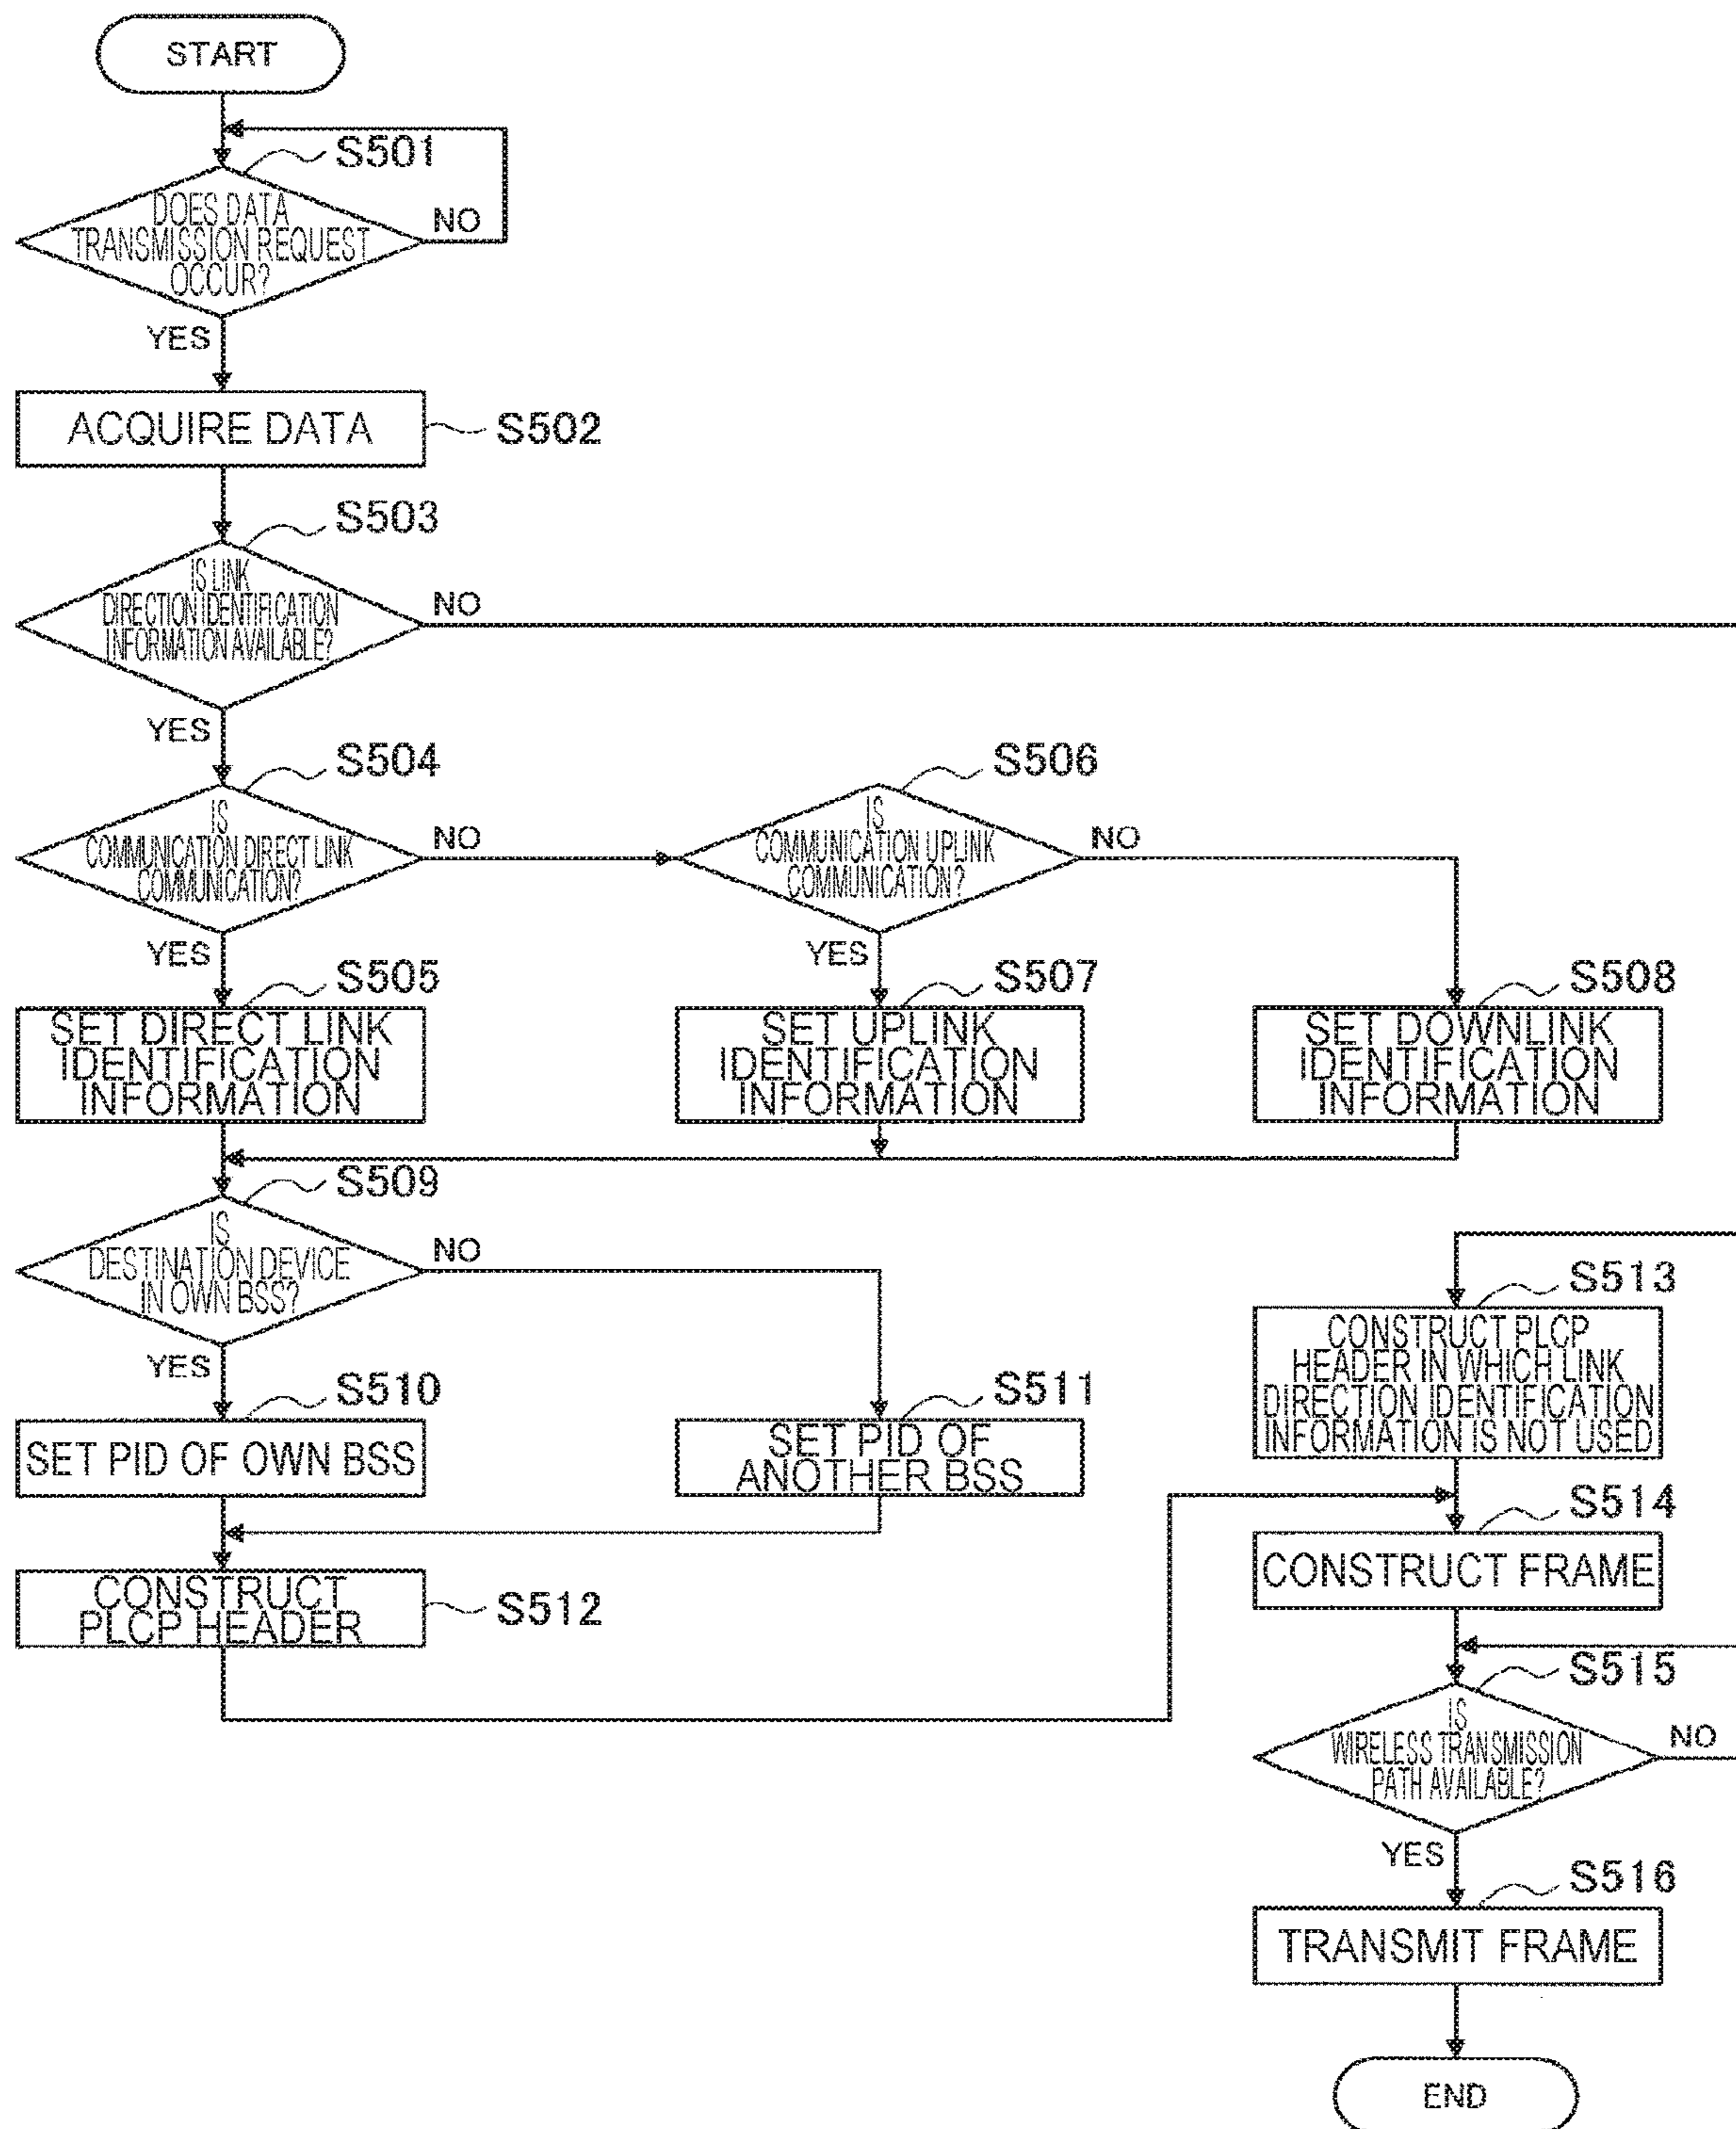 START
S501
DOES DATA
TRANSMISSION REQUEST
OCCUR?
NO
YES
ACQUIRE DATA
S502
S503
IS LINK
DIRECTION IDENTIFICATION
INFORMATION AVAILABLE?
NO
YES
S504
IS
COMMUNICATION DIRECT LINK
COMMUNICATION?
NO
YES
S506
IS
COMMUNICATION UPLINK
COMMUNICATION?
NO
YES
S505
SET DIRECT LINK
IDENTIFICATION
INFORMATION
S507
SET UPLINK
IDENTIFICATION
INFORMATION
S508
SET DOWNLINK
IDENTIFICATION
INFORMATION
S509
IS
DESTINATION DEVICE
IN OWN BSS?
NO
YES
S510
SET PID OF OWN BSS
S511
SET PID OF
ANOTHER BSS
CONSTRUCT
PLCP HEADER
S512
S513
CONSTRUCT PLCP
HEADER IN WHICH LINK
DIRECTION IDENTIFICATION
INFORMATION IS NOT USED
S514
CONSTRUCT FRAME
S515
IS
WIRELESS TRANSMISSION
PATH AVAILABLE?
NO
YES
S516
TRANSMIT FRAME
END